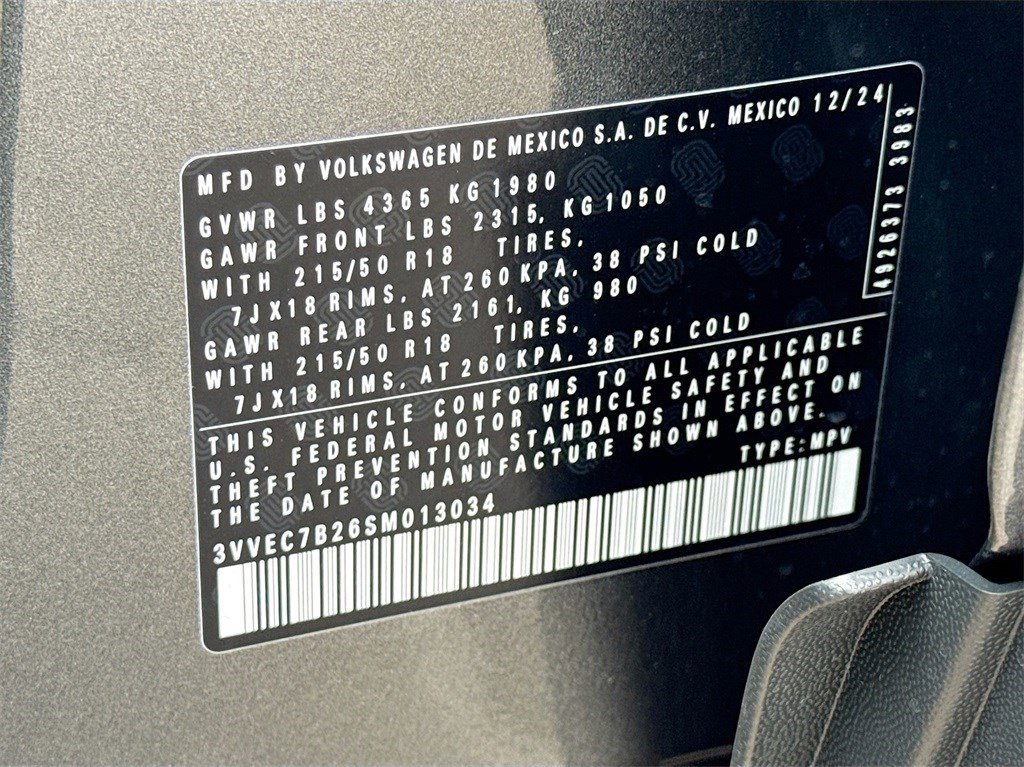 MFD BY VOLKSWAGEN DE MEXICO S.A. DE C.V. MEXICO 12/24
GVWR LBS 4365 KG 1980
GAWR FRONT LBS 2315, KG 1050
WITH 215/50 R18 TIRES,
7JX18 RIMS, AT 260 KPA, 38 PSI COLD
GAWR REAR LBS 2161, KG 980
WITH 215/50 R18 TIRES,
7JX18 RIMS, AT 260 KPA, 38 PSI COLD
THIS VEHICLE CONFORMS TO ALL APPLICABLE
U.S. FEDERAL MOTOR VEHICLE SAFETY AND
THEFT PREVENTION STANDARDS IN EFFECT ON
THE DATE OF MANUFACTURE SHOWN ABOVE.
3VVEC7B26SM013034 TYPE:MPV
4926373 3983